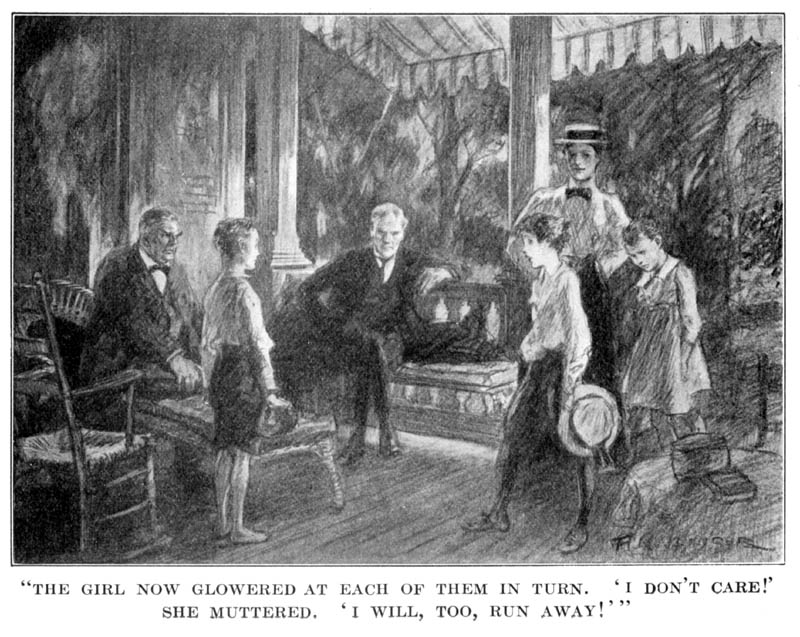 "THE GIRL NOW GLOWERED AT EACH OF THEM IN TURN. 'I DON'T CARE!'
SHE MUTTERED. 'I WILL, TOO, RUN AWAY!'"